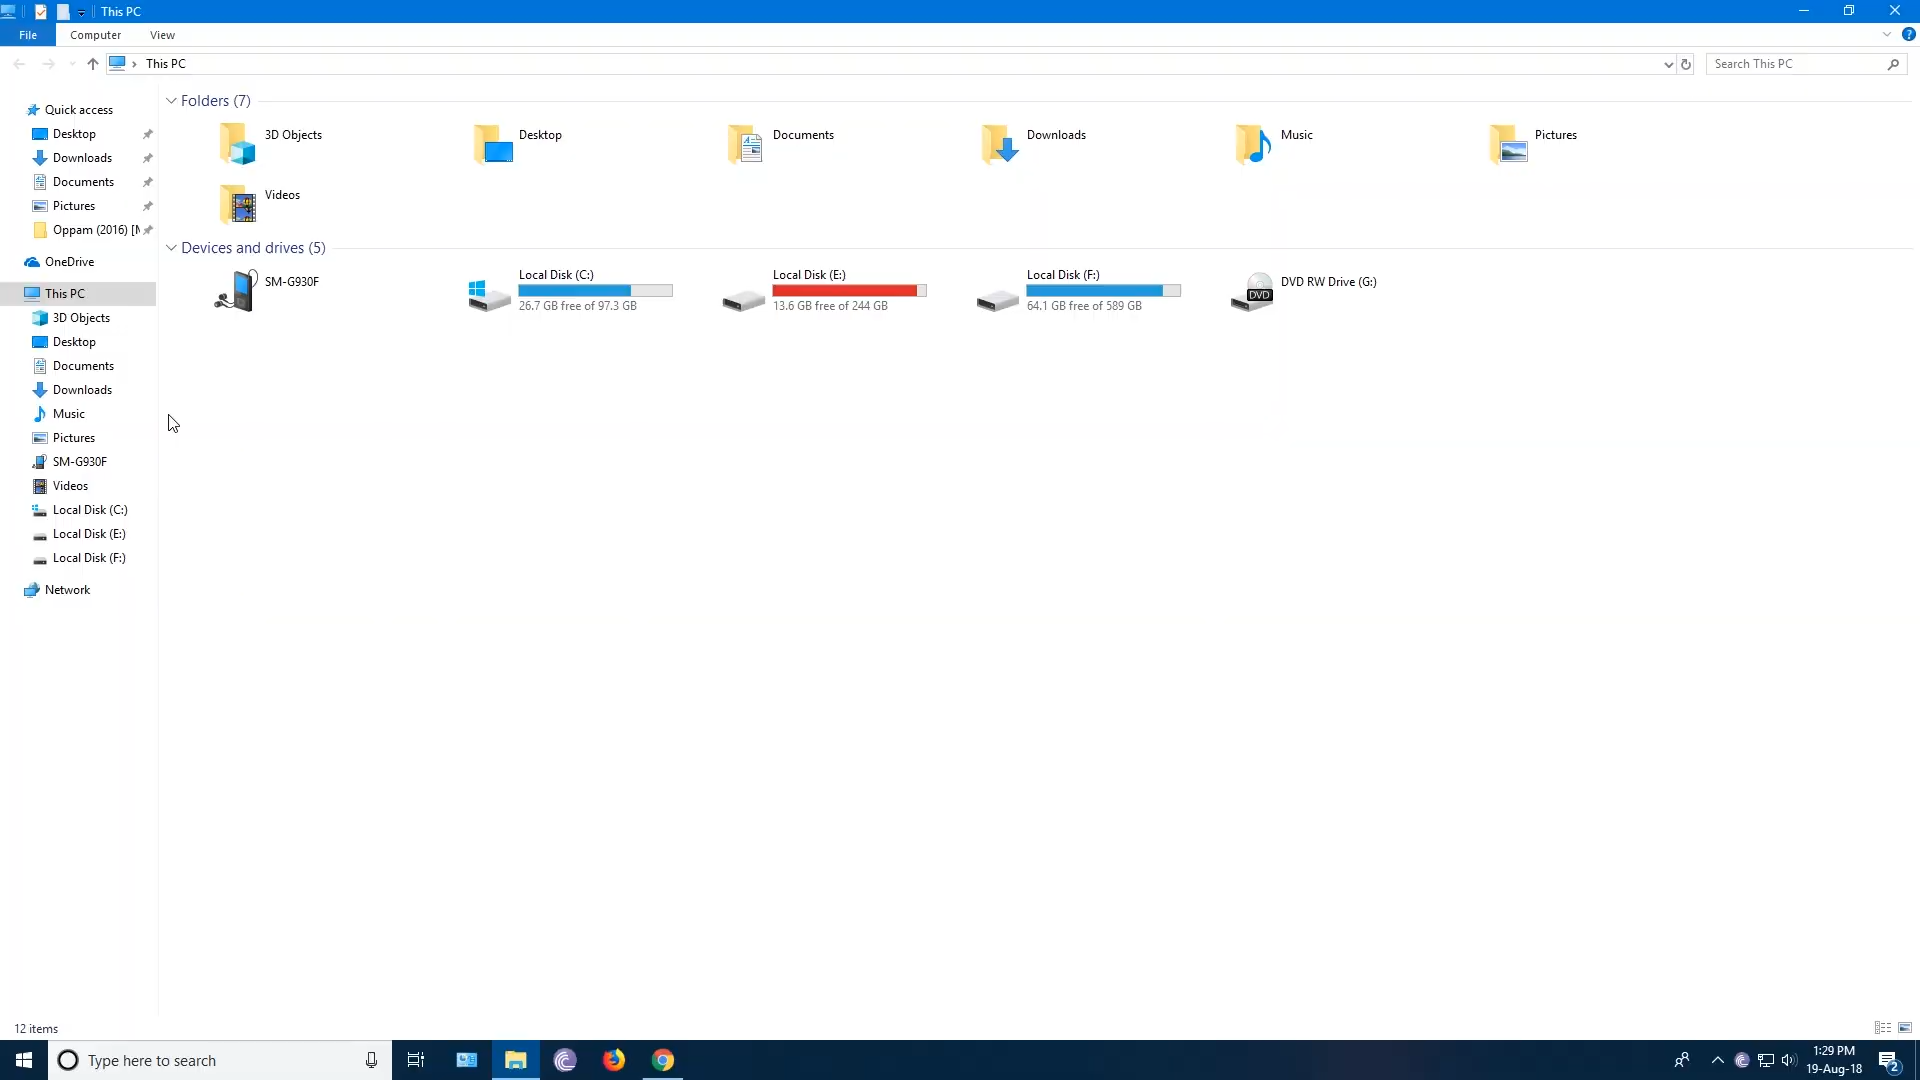 This PC
File Computer View
This PC
Search This PC
Quick access
Desktop
Downloads
Documents
Pictures
Oppam (2016) [M
OneDrive
This PC
3D Objects
Desktop
Documents
Downloads
Music
Pictures
SM-G930F
Videos
Local Disk (C:)
Local Disk (E:)
Local Disk (F:)
Network
Folders (7)
3D Objects
Desktop
Documents
Downloads
Music
Pictures
Videos
Devices and drives (5)
SM-G930F
Local Disk (C:)
26.7 GB free of 97.3 GB
Local Disk (E:)
13.6 GB free of 244 GB
Local Disk (F:)
64.1 GB free of 589 GB
DVD
DVD RW Drive (G:)
12 items
Type here to search
1:29 PM
19-Aug-18
2